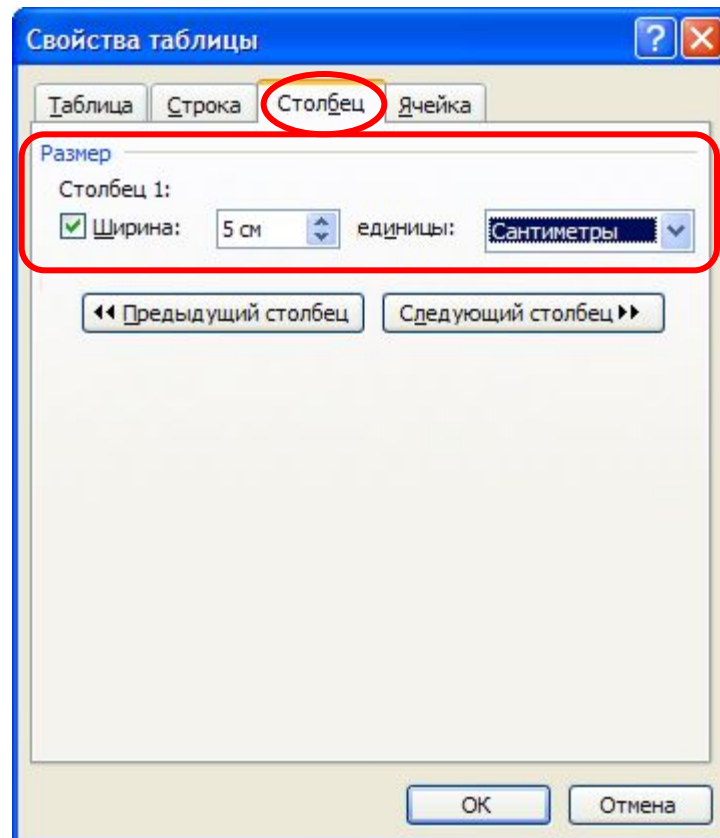 Свойства таблицы
Таблица Строка Столбец Ячейка
Размер
Столбец 1:
Ширина: 5 см единицы: Сантиметры
Предыдущий столбец Следующий столбец
ОК Отмена